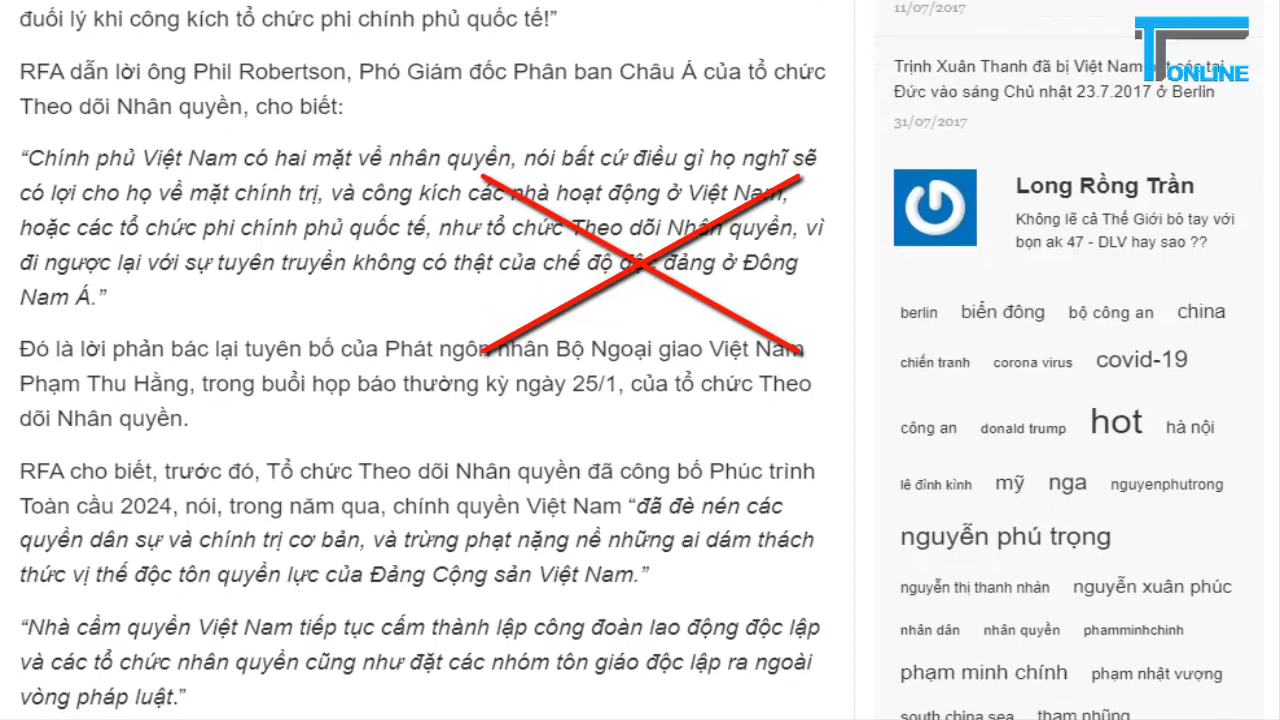 đuối lý khi công kích tổ chức phi chính phủ quốc tế!”
RFA dẫn lời ông Phil Robertson, Phó Giám đốc Phân ban Châu Á của tổ chức
Theo dõi Nhân quyền, cho biết:
“Chính phủ Việt Nam có hai mặt về nhân quyền, nói bất cứ điều gì họ nghĩ sẽ
có lợi cho họ về mặt chính trị, và công kích các nhà hoạt động ở Việt Nam,
hoặc các tổ chức phi chính phủ quốc tế, như tổ chức Theo dõi Nhân quyền, vì
đi ngược lại với sự tuyên truyền không có thật của chế độ độc đảng ở Đông
Nam Á.”
Đó là lời phản bác lại tuyên bố của Phát ngôn nhân Bộ Ngoại giao Việt Nam
Phạm Thu Hằng, trong buổi họp báo thường kỳ ngày 25/1, của tổ chức Theo
dõi Nhân quyền.
RFA cho biết, trước đó, Tổ chức Theo dõi Nhân quyền đã công bố Phúc trình
Toàn cầu 2024, nói, trong năm qua, chính quyền Việt Nam “đã đè nén các
quyền dân sự và chính trị cơ bản, và trừng phạt nặng nề những ai dám thách
thức vị thế độc tôn quyền lực của Đảng Cộng sản Việt Nam.”
“Nhà cầm quyền Việt Nam tiếp tục cấm thành lập công đoàn lao động độc lập
và các tổ chức nhân quyền cũng như đặt các nhóm tôn giáo độc lập ra ngoài
vòng pháp luật.”
11/07/2017
TT ONLINE
Trịnh Xuân Thanh đã bị Việt Nam cóc tại
Đức vào sáng Chủ nhật 23.7.2017 ở Berlin
31/07/2017
Long Rồng Trần
Không lẽ cả Thế Giới bó tay với
bọn ak 47 - DLV hay sao ??
berlin biển đông bộ công an china
chiến tranh corona virus covid-19
công an donald trump hot hà nội
lê đình kình mỹ nga nguyenphutrong
nguyễn phú trọng
nguyễn thị thanh nhàn nguyễn xuân phúc
nhân dân nhân quyền phamminhchinh
phạm minh chính phạm nhật vượng
south china sea tham nhũng